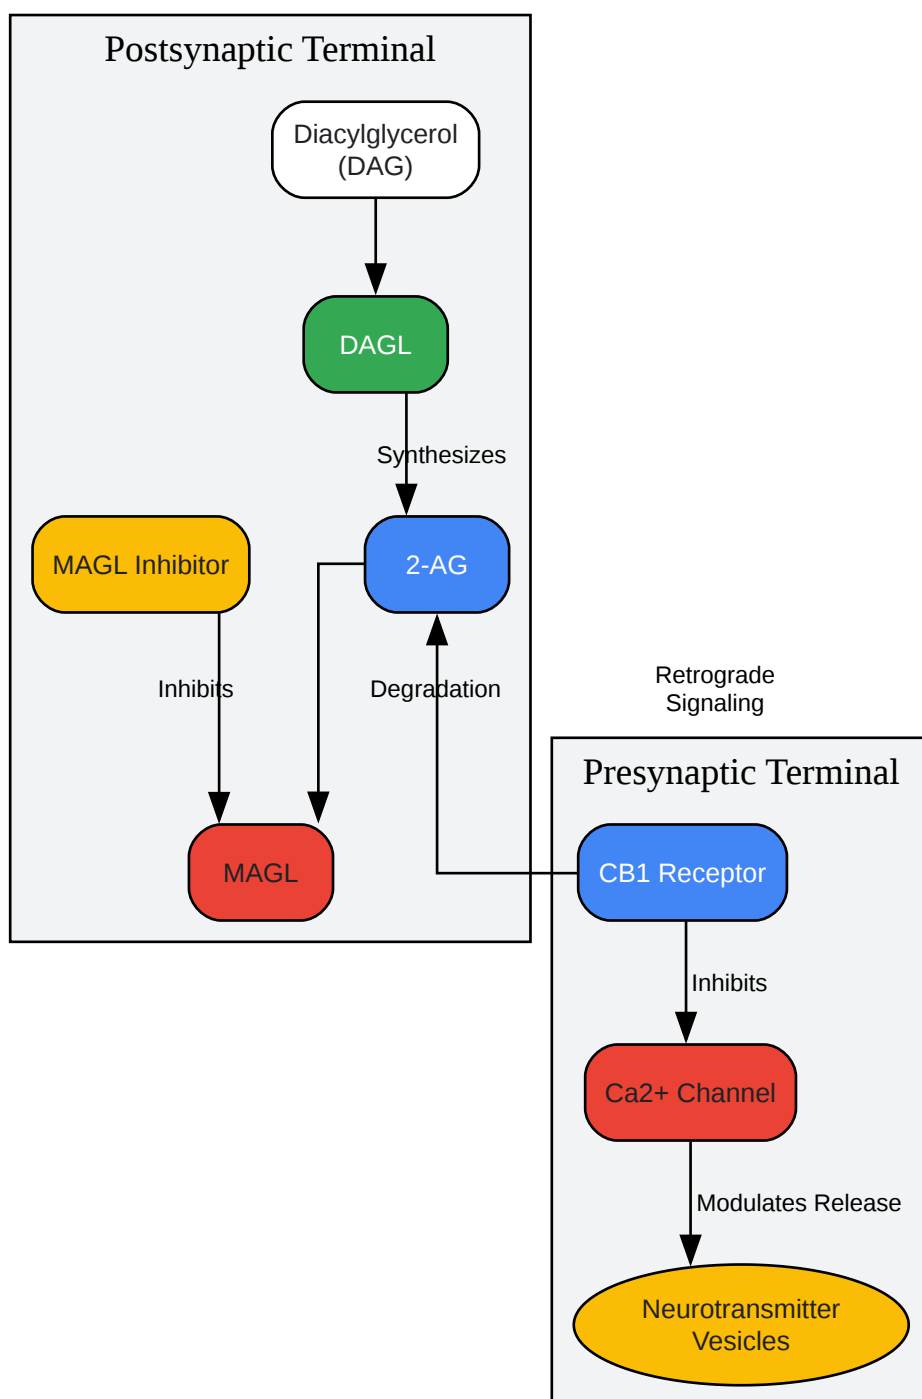 Postsynaptic Terminal
Diacylglycerol
(DAG)
DAGL
Synthesizes
MAGL Inhibitor
2-AG
Inhibits
Degradation
Retrograde
Signaling
Presynaptic Terminal
MAGL
CB1 Receptor
Inhibits
Ca2+ Channel
Modulates Release
Neurotransmitter
Vesicles